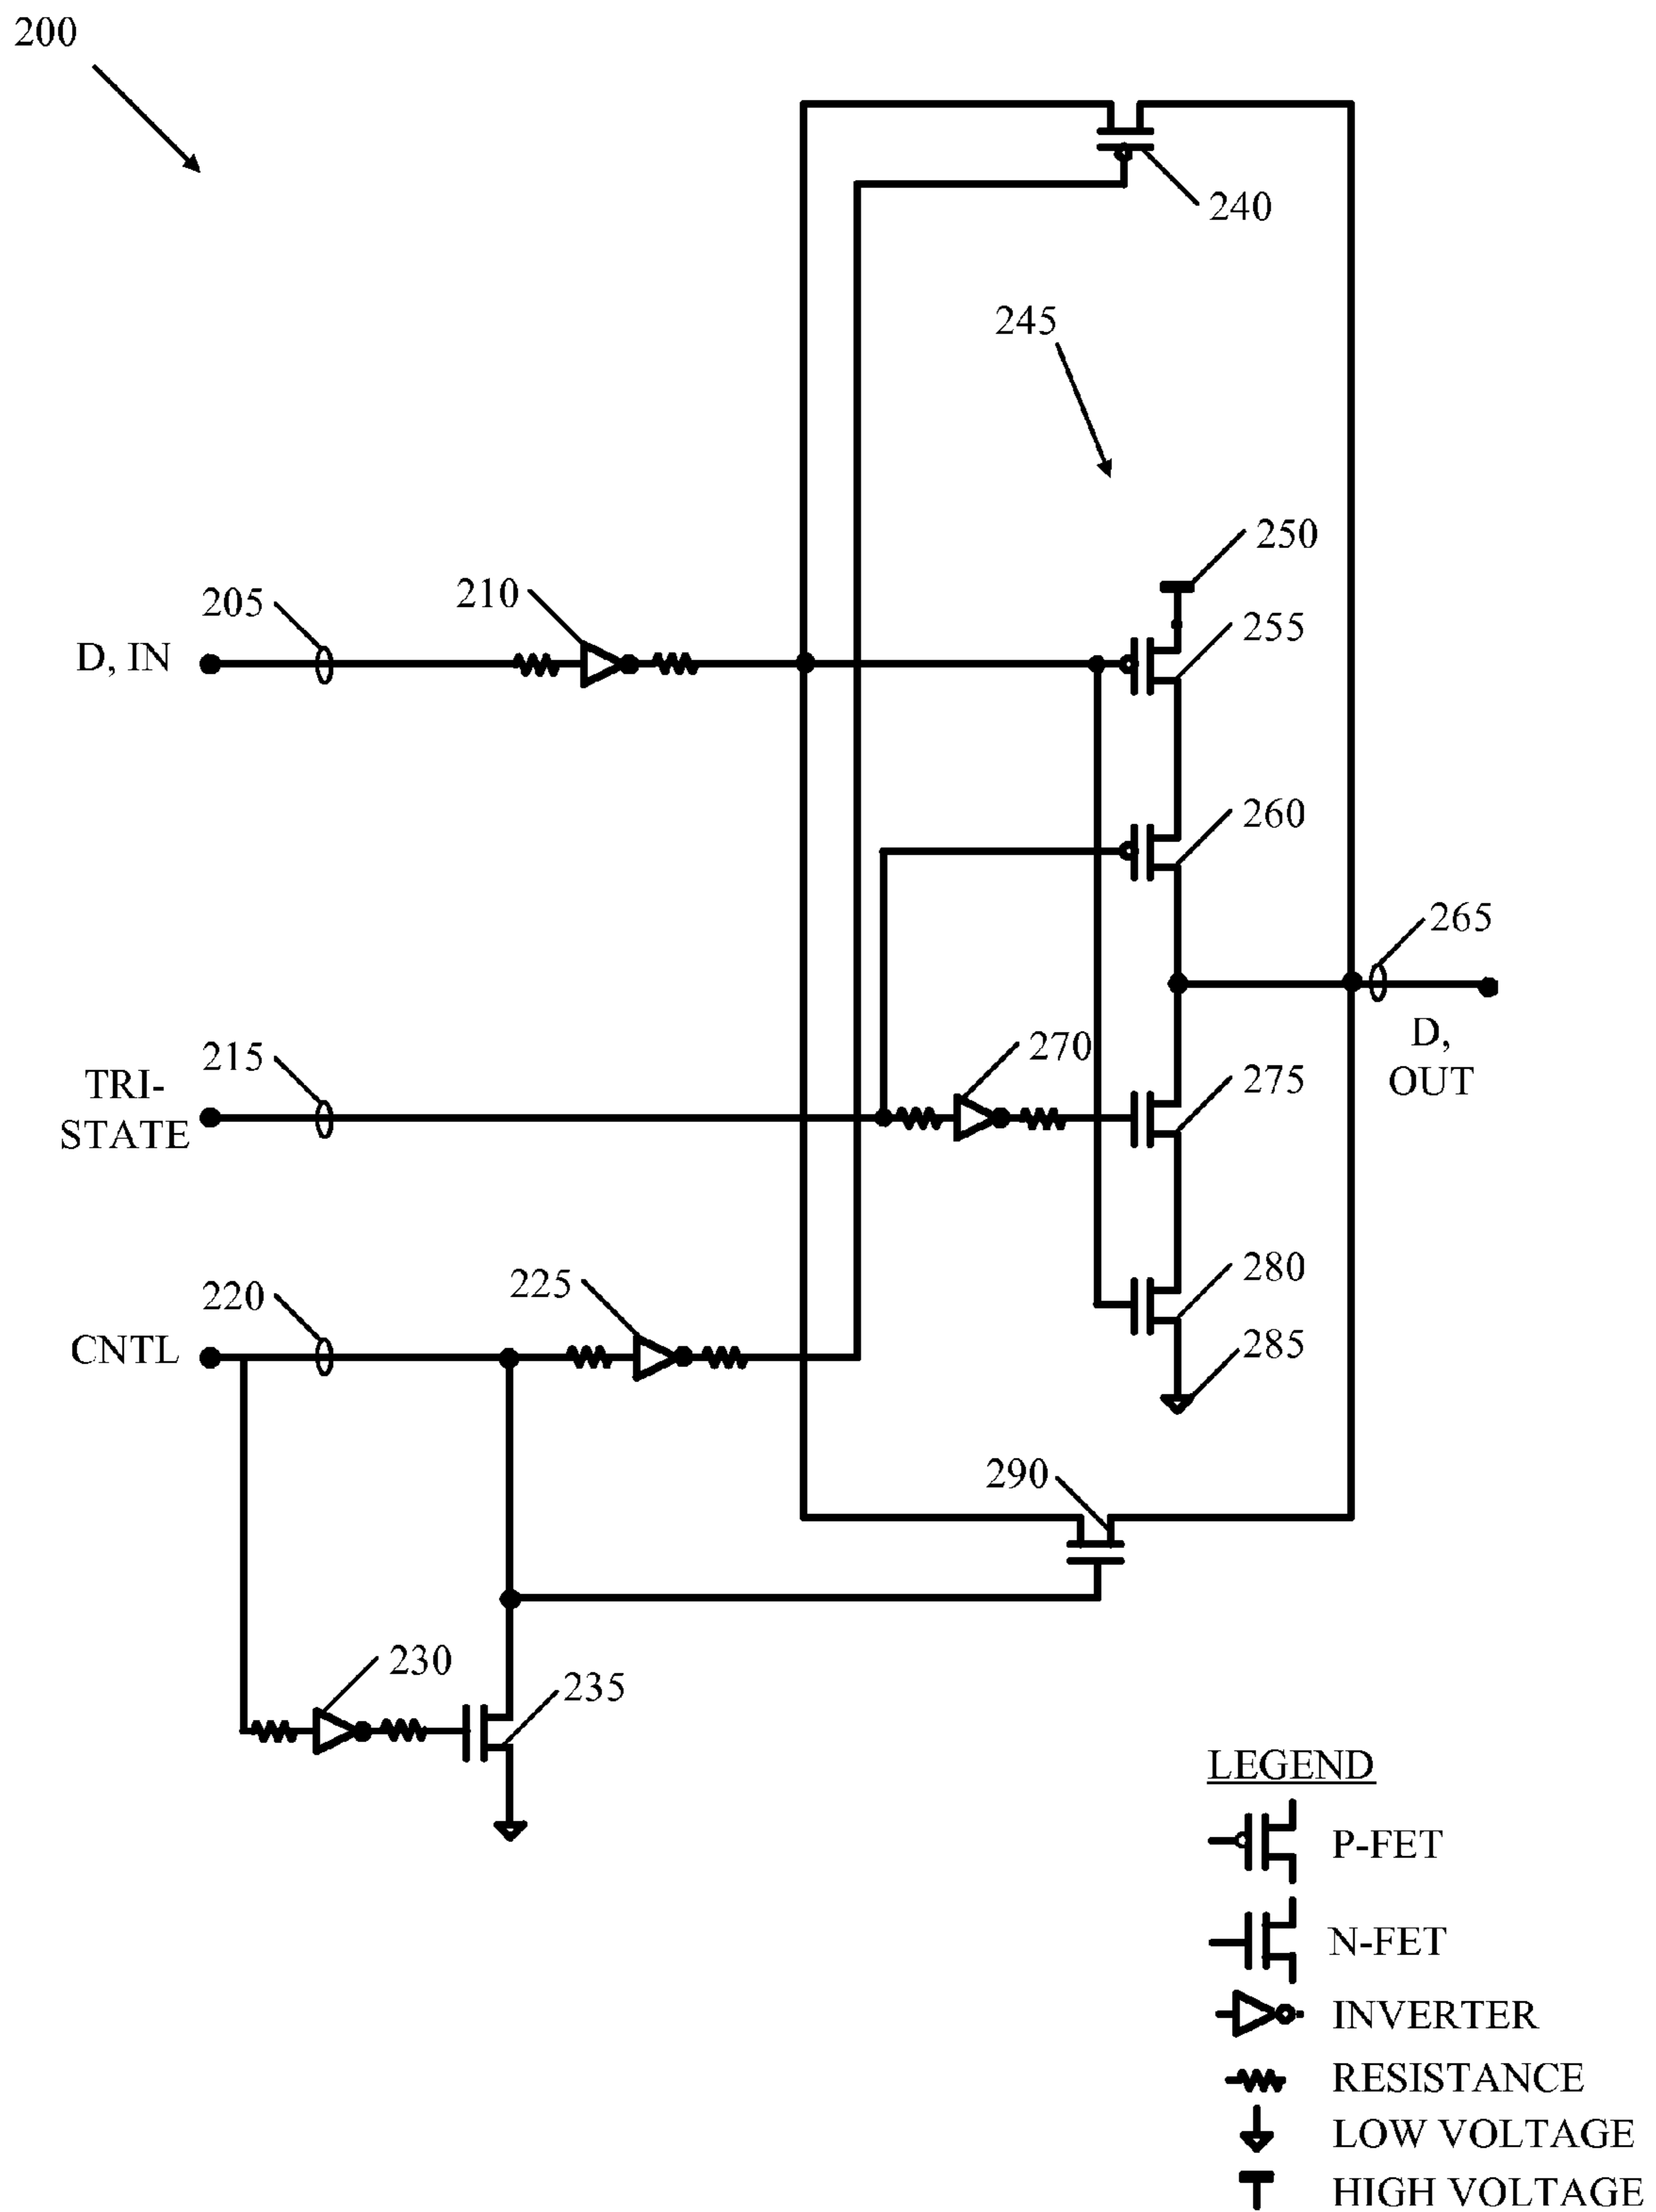 200
240
245
250
205
210
255
D, IN
260
265
215
270
D,
OUT
TRI-
STATE
275
220
225
280
CNTL
285
290
230
235
LEGEND
P-FET
N-FET
INVERTER
RESISTANCE
LOW VOLTAGE
HIGH VOLTAGE